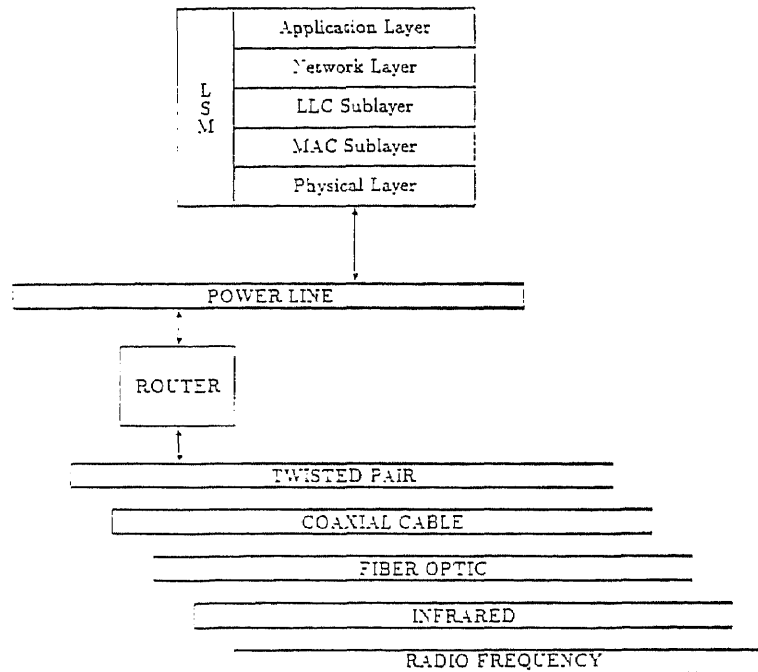 Application Layer
Network Layer
L
S
M
LLC Sublayer
MAC Sublayer
Physical Layer
POWER LINE
ROUTER
TWISTED PAIR
COAXIAL CABLE
FIBER OPTIC
INFRARED
RADIO FREQUENCY